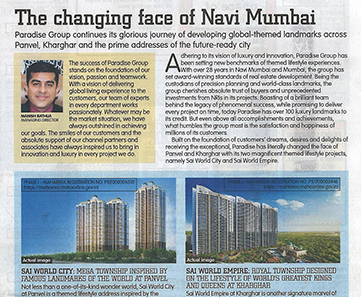 The changing face of Navi Mumbai
Paradise Group continues its glorious journey of developing global-themed landmarks across
Panvel, Kharghar and the prime addresses of the future-ready city
MANISH BATHIJA
MANAGING DIRECTOR
The success of Paradise Group
stands on the foundation of our
vision, passion and teamwork.
With a vision of delivering
global living experience to the
customers, our team of experts
in every department works
passionately. Whatever may be
the market situation, we have
always outshined in achieving
our goals. The smiles of our customers and the
absolute support of our channel partners and
associates have always inspired us to bring in
innovation and luxury in every project we do.
Adhering to its vision of luxury and innovation, Paradise Group has
been setting new benchmarks of themed lifestyle experiences.
With over 25 years in Navi Mumbai and Mumbai, the group has
set award-winning standards of real estate development. Being the
custodians of precision planning and world-class landmarks, the
group cherishes absolute trust of buyers and unprecedented
investments from NRIs in its projects. Boasting of a brilliant team
behind the legacy of phenomenal success, while promising to deliver
every project on time, today Paradise has over 100 luxury landmarks to
its credit. But even above all accomplishments and achievements,
what humbles the group most is the satisfaction and happiness of
millions of its customers.
Built on the foundation of customers' dreams, desires and delights of
receiving the exceptional, Paradise has literally changed the face of
Panvel and Kharghar with its two magnificent themed lifestyle projects,
namely Sai World City and Sai World Empire.
Actual image
SAI WORLD CITY: MEGA TOWNSHIP INSPIRED BY
FAMOUS LANDMARKS OF THE WORLD AT PANVEL
Not less than a one-of-its-kind wonder world, Sai World City
at Panvel is a themed lifestyle address inspired by the
Actual image
SAI WORLD EMPIRE: ROYAL TOWNSHIP DESIGNED
ON THE LIFESTYLE OF WORLD'S GREATEST KINGS
AND QUEENS AT KHARGHAR
Sai World Empire at Kharghar is another signature marvel of